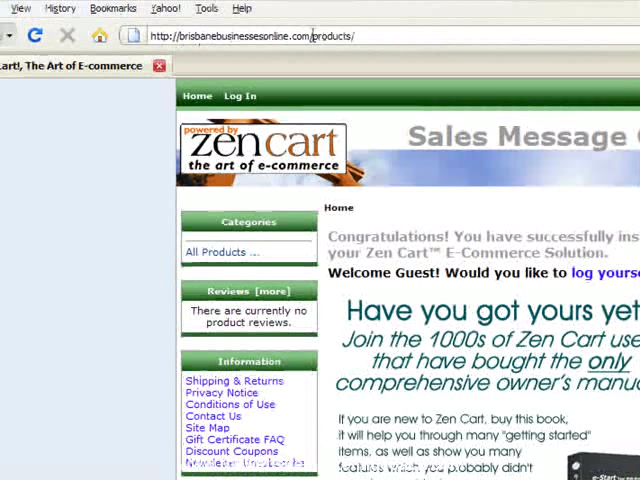 View History Bookmarks Yahoo! Tools Help
http://brisbanebusinessesonline.com/products/
Cart!, The Art of E-commerce
Home Log In
powered by
zen cart
the art of e-commerce
Sales Message
Home
Categories
All Products ...
Congratulations! You have successfully
your Zen Cart™ E-Commerce Solution.
Welcome Guest! Would you like to log
Reviews [more]
There are currently no
product reviews.
Have you got yours
Join the 1000s of Zen Cart
that have bought the only
comprehensive owner's
Information
Shipping & Returns
Privacy Notice
Conditions of Use
Contact Us
Site Map
Gift Certificate FAQ
Discount Coupons
Newsletter Unsubscribe
If you are new to Zen Cart, buy this book,
it will help you through many "getting started"
items, as well as show you many
probably didn't
e-Start